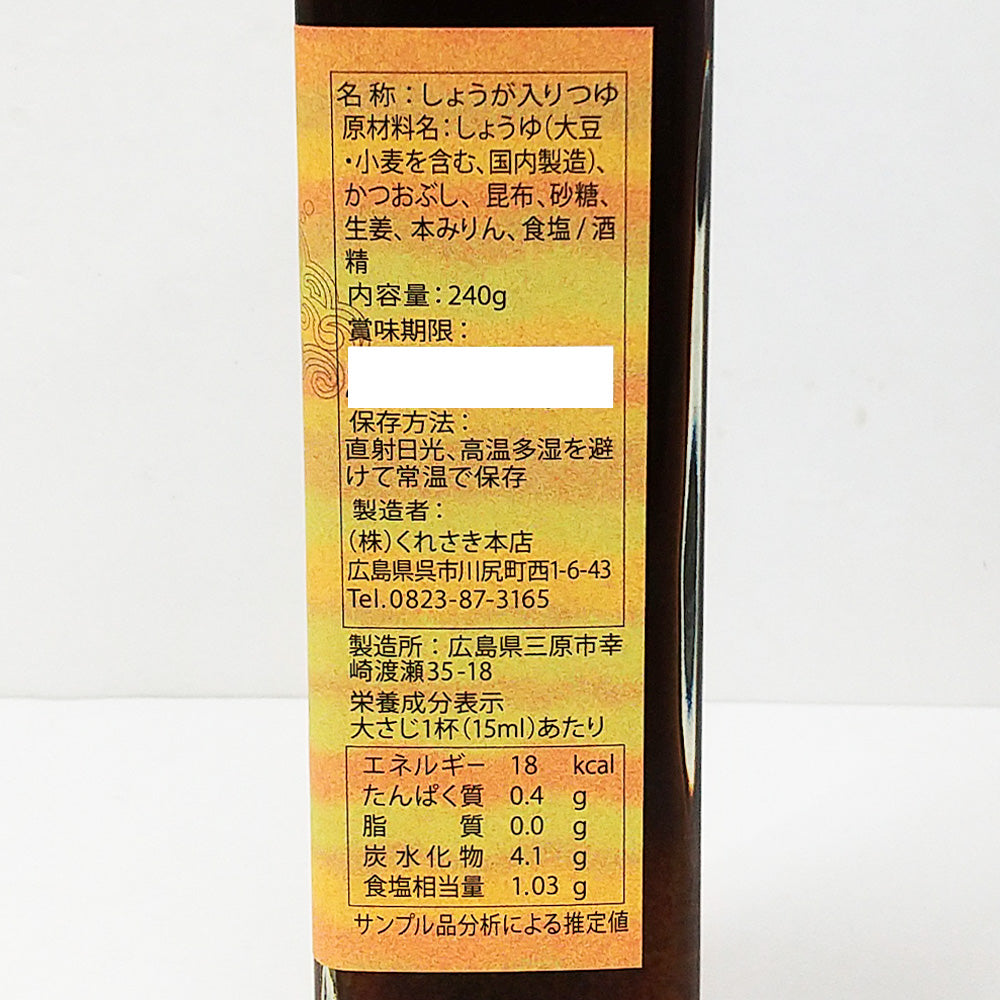 名称：しょうが入りつゆ
原材料名：しょうゆ（大豆
・小麦を含む、国内製造）、
かつおぶし、昆布、砂糖、
生姜、本みりん、食塩/酒
精
内容量：240g
賞味期限：
保存方法：
直射日光、高温多湿を避
けて常温で保存
製造者：
（株）くれさき本店
広島県呉市川尻町西1-6-43
Tel.0823-87-3165
製造所：広島県三原市幸
崎渡瀬35-18
栄養成分表示
大さじ1杯（15ml）あたり
エネルギー 18 kcal
たんぱく質 0.4 g
脂質 0.0 g
炭水化物 4.1 g
食塩相当量 1.03 g
サンプル品分析による推定値